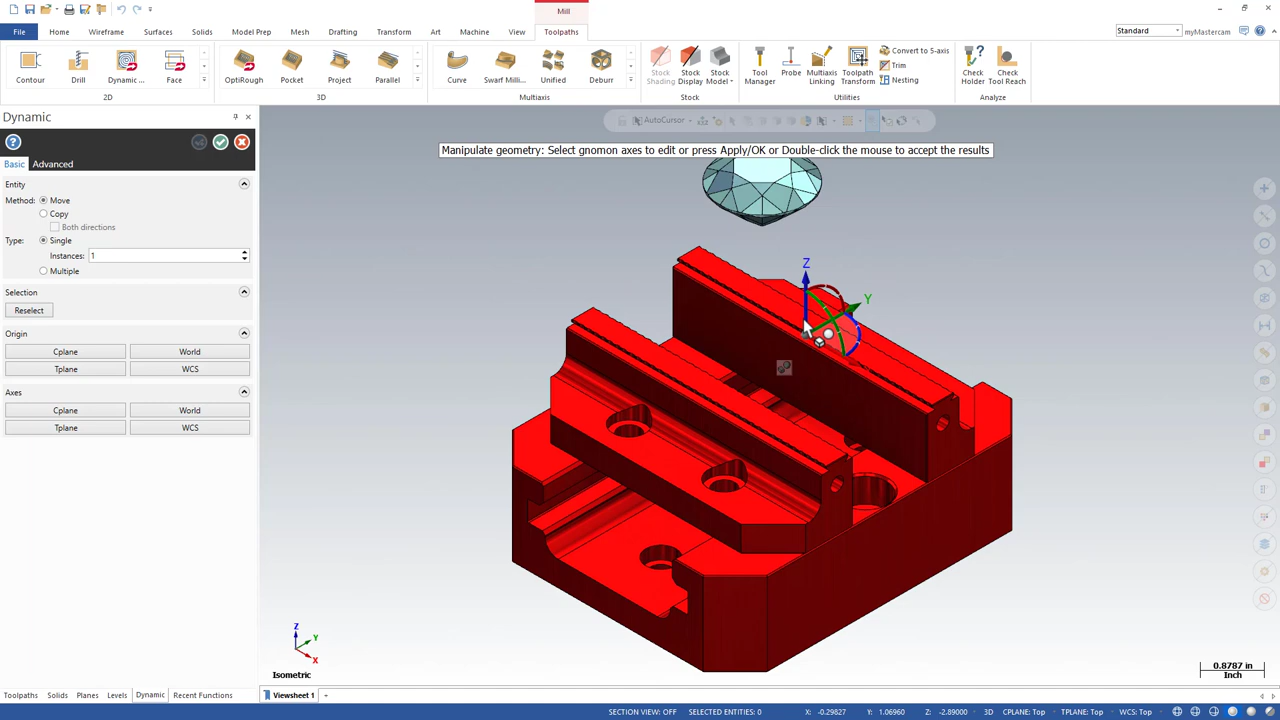 Mill
File Home Wireframe Surfaces Solids Model Prep Mesh Drafting Transform Art Machine View Toolpaths
Standard myMastercam
Contour Drill Dynamic ... Face
2D
OptiRough Pocket Project Parallel
3D
Curve Swarf Milli... Unified Deburr
Multiaxis
Stock Shading Stock Display Stock Model
Stock
Tool Manager Probe Multiaxis Linking Toolpath Transform Convert to 5-axis Trim Nesting
Utilities
Check Holder Check Tool Reach
Analyze
Dynamic
Basic Advanced
Entity
Method: Move
Copy
Both directions
Type: Single
Instances: 1
Multiple
Selection
Reselect
Origin
Cplane World
Tplane WCS
Axes
Cplane World
Tplane WCS
AutoCursor
Manipulate geometry: Select gnomon axes to edit or press Apply/OK or Double-click the mouse to accept the results
Z
Y
Z
Y
X
Isometric
0.8787 in
Inch
Toolpaths Solids Planes Levels Dynamic Recent Functions
Viewsheet 1 +
SECTION VIEW: OFF SELECTED ENTITIES: 0 X: -0.29827 Y: 1.06960 Z: -2.89000 3D CPLANE: Top TPLANE: Top WCS: Top